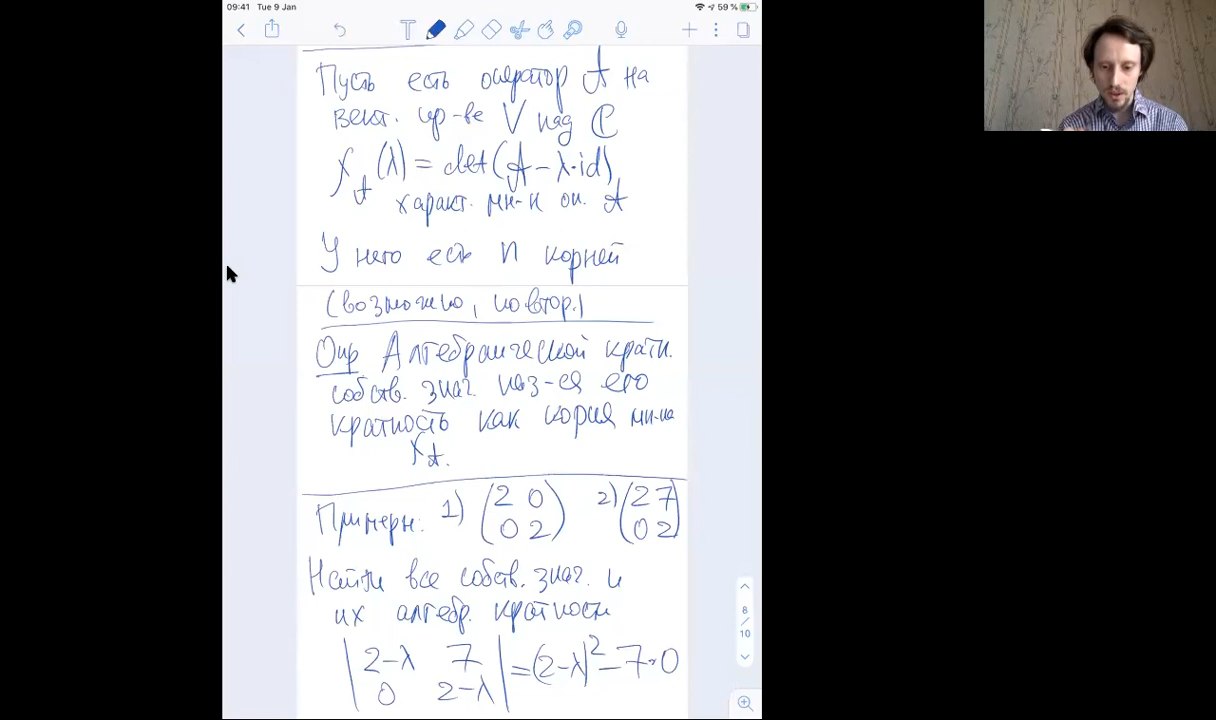 09:41 Tue 9 Jan
59 %
Пусть есть оператор A на
вект. пр-ве V над ℂ
χ_A (λ) = det(A − λ·id)
характ. мн-н оп. A
У него есть n корней
(возможно, повтор.)
Опр Алгебраической кратн.
собств. знач. наз-ся его
кратность как корня мн-на
χ_A.
Примеры: 1) (2 0 2) (2 7
0 2) 0 2)
Найти все собств. знач. и
их алгебр. кратности
|2−λ 7
0 2−λ| = (2−λ)² − 7·0
8
/
10